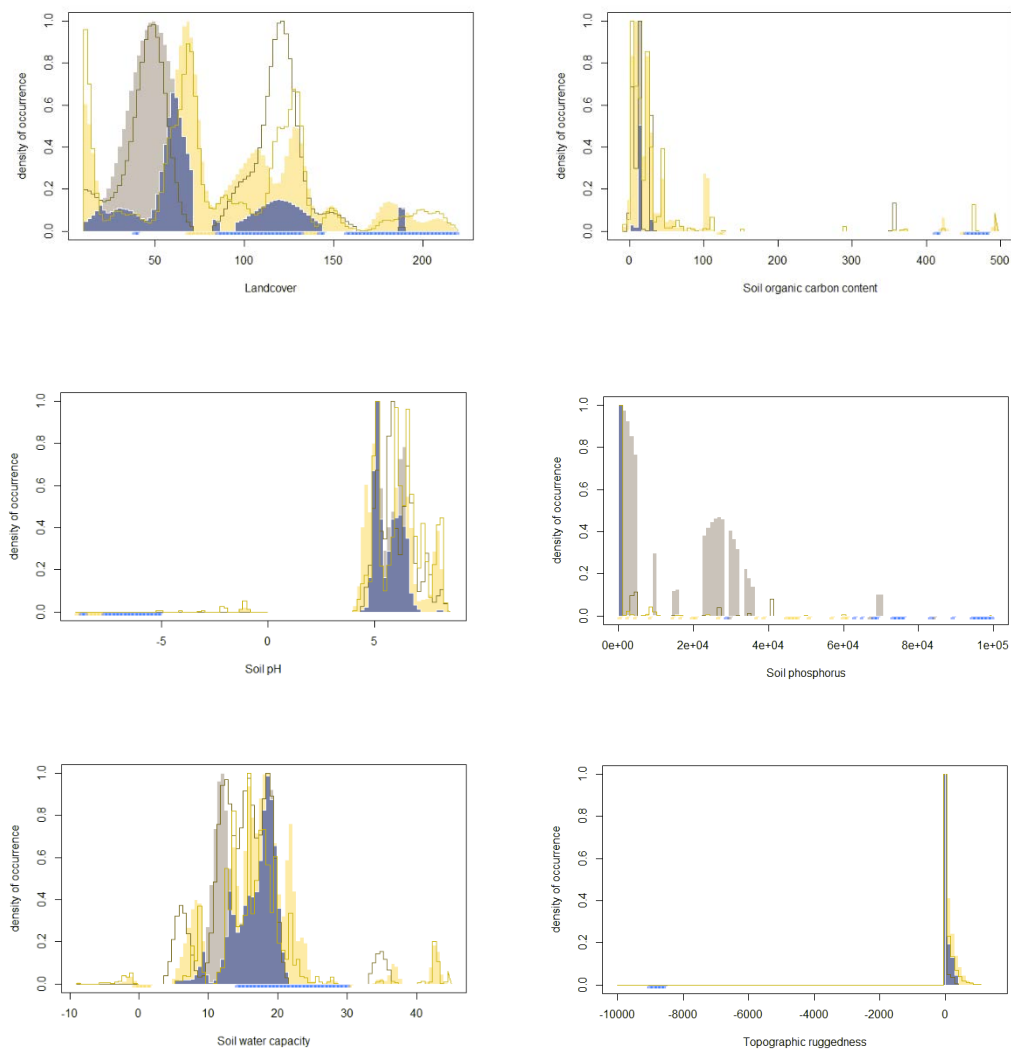 density of occurrence
0.0 0.2 0.4 0.6 0.8 1.0
50 100 150 200
Landcover
density of occurrence
0.0 0.2 0.4 0.6 0.8 1.0
0 100 200 300 400 500
Soil organic carbon content
density of occurrence
0.0 0.2 0.4 0.6 0.8 1.0
-5 0 5
Soil pH
density of occurrence
0.0 0.2 0.4 0.6 0.8 1.0
0e+00 2e+04 4e+04 6e+04 8e+04 1e+05
Soil phosphorus
density of occurrence
0.0 0.2 0.4 0.6 0.8 1.0
-10 0 10 20 30 40
Soil water capacity
density of occurrence
0.0 0.2 0.4 0.6 0.8 1.0
-10000 -8000 -6000 -4000 -2000 0
Topographic ruggedness